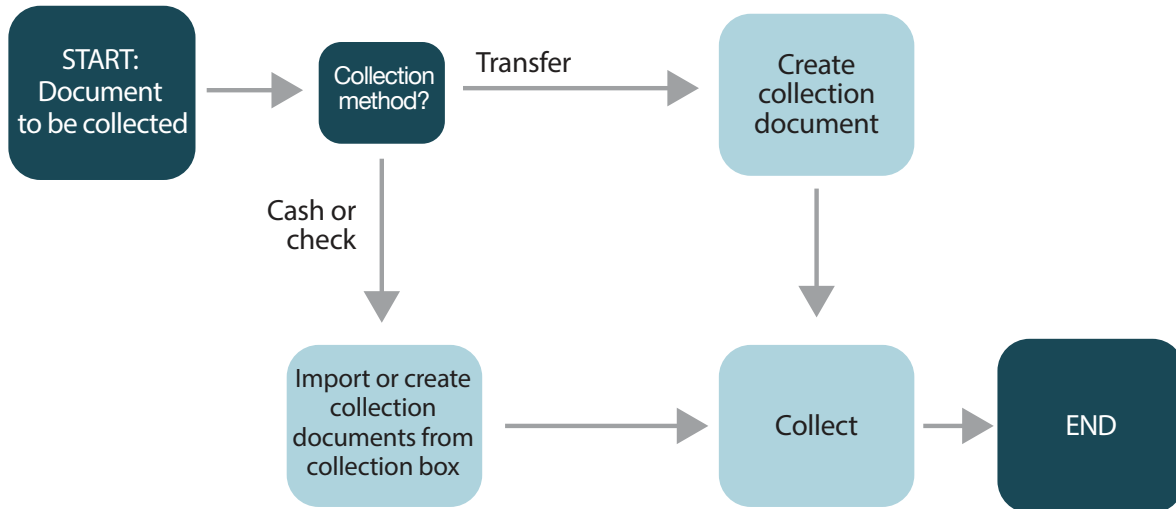 START:
Document
to be collected
Collection
method?
Transfer
Create
collection
document
Cash or
check
Import or create
collection
documents from
collection box
Collect
END